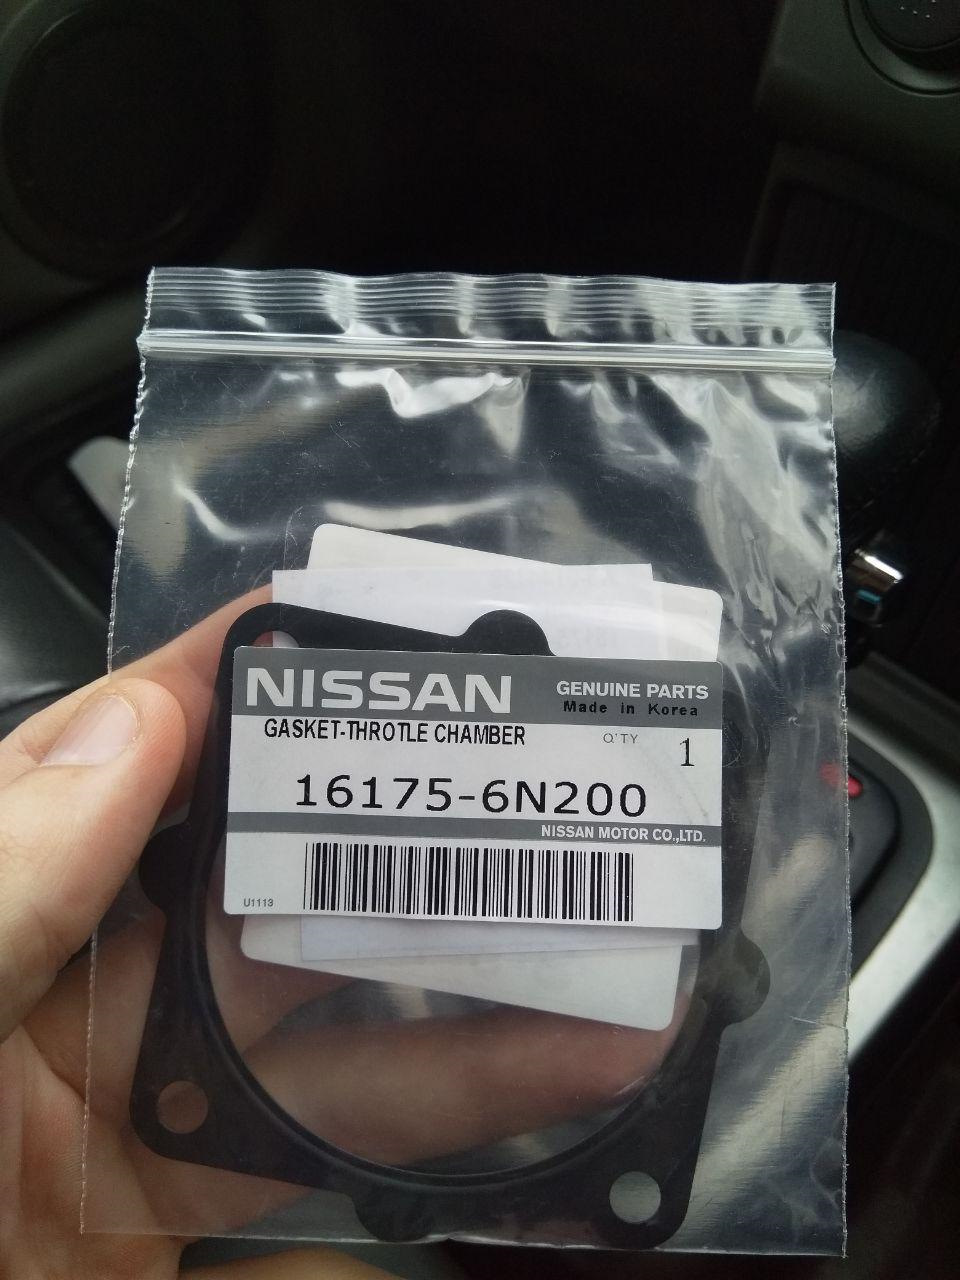 NISSAN
GENUINE PARTS
Made in Korea
GASKET-THROTLE CHAMBER
Q'TY 1
16175-6N200
NISSAN MOTOR CO.,LTD.
U1113